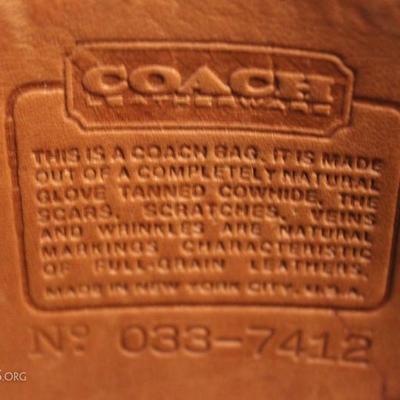 COACH
LEATHERWARE
THIS IS A COACH BAG. IT IS MADE
OUT OF A COMPLETELY NATURAL
GLOVE TANNED COWHIDE. THE
SCARS, SCRATCHES, VEINS
AND WRINKLES ARE NATURAL
MARKINGS CHARACTERISTIC
OF FULL-GRAIN LEATHERS.
MADE IN NEW YORK CITY, U.S.A.
Nº 033-7412
.ORG